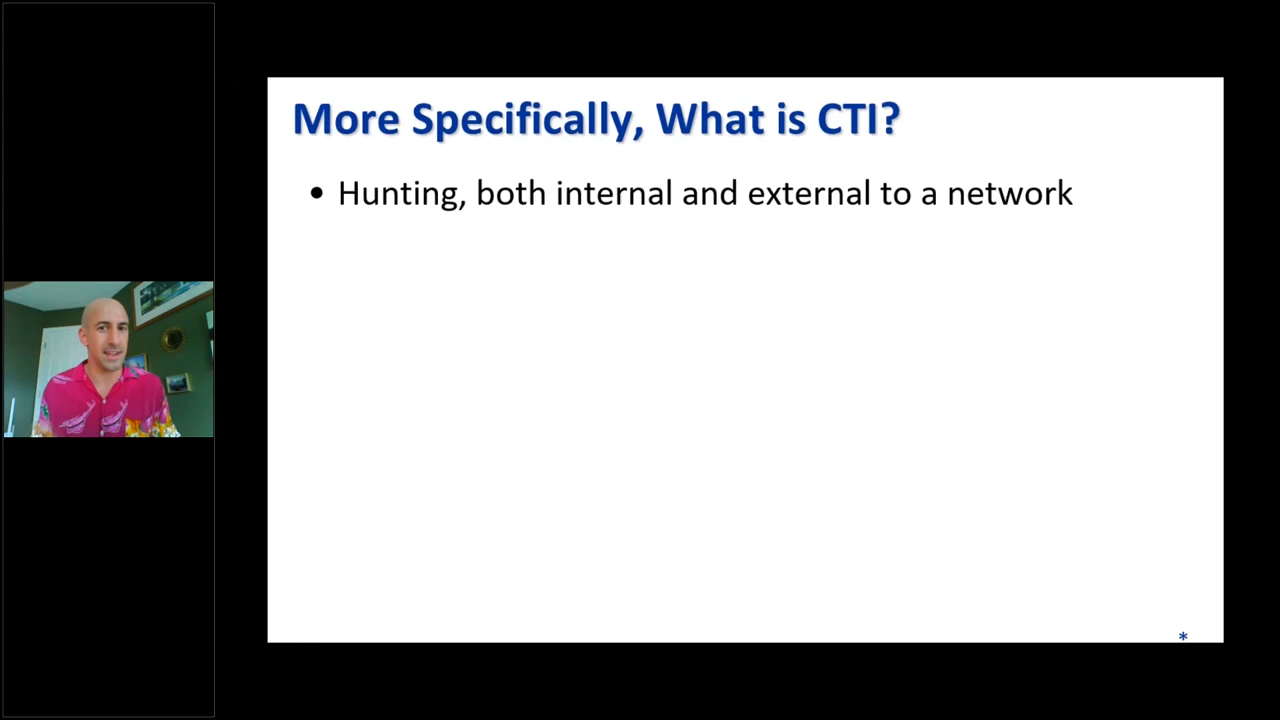 More Specifically, What is CTI?
• Hunting, both internal and external to a network
*